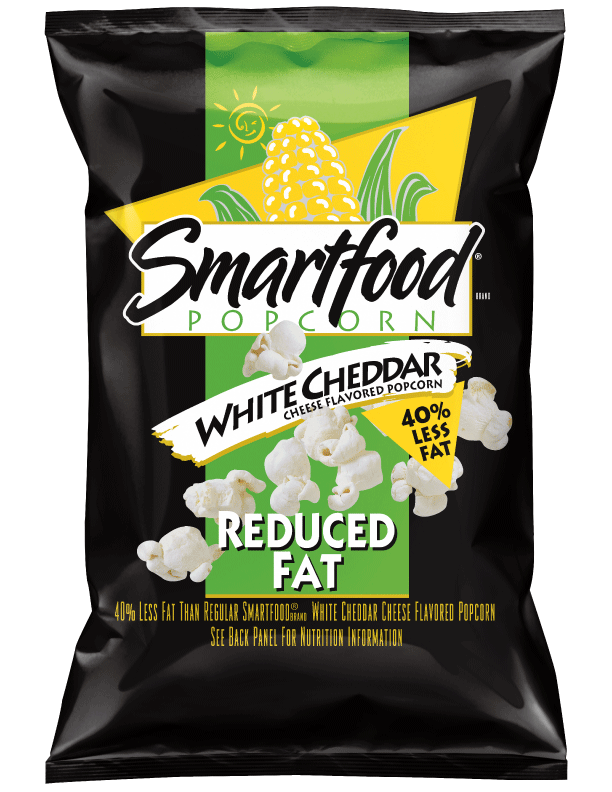 Smartfood®
BRAND
POPCORN
WHITE CHEDDAR
CHEESE FLAVORED POPCORN
40%
LESS
FAT
REDUCED
FAT
40% LESS FAT THAN REGULAR SMARTFOOD® BRAND WHITE CHEDDAR CHEESE FLAVORED POPCORN
SEE BACK PANEL FOR NUTRITION INFORMATION